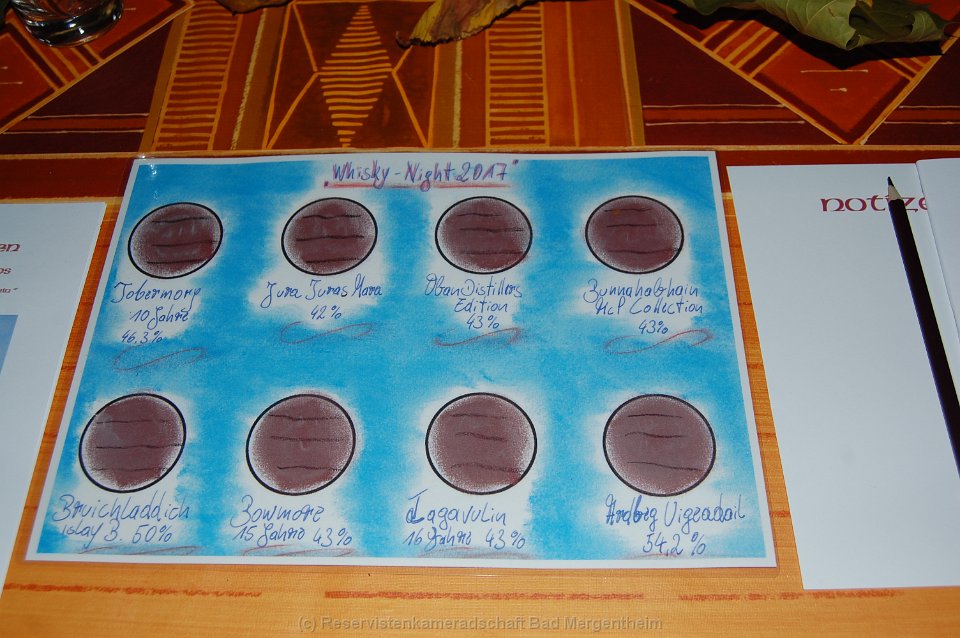 „Whisky-Night 2017"
Tobermory
10 Jahre
46,3%
Jura Juras Mara
42%
Oban Distillers
Edition
43%
Bunnahabhain
McP Collection
43%
Bruichladdich
islay B. 50%
Bowmore
15 Jahre 43%
Lagavulin
16 Jahre 43%
Ardbeg Uigeadail
54,2%
Notize
(c) Reservistenkameradschaft Bad Mergentheim